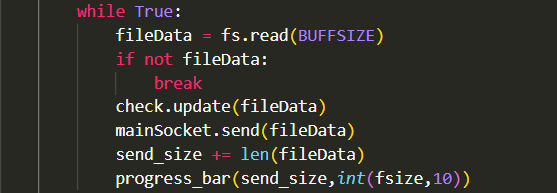 while True:
fileData = fs.read(BUFFSIZE)
if not fileData:
break
check.update(fileData)
mainSocket.send(fileData)
send_size += len(fileData)
progress_bar(send_size,int(fsize,10))